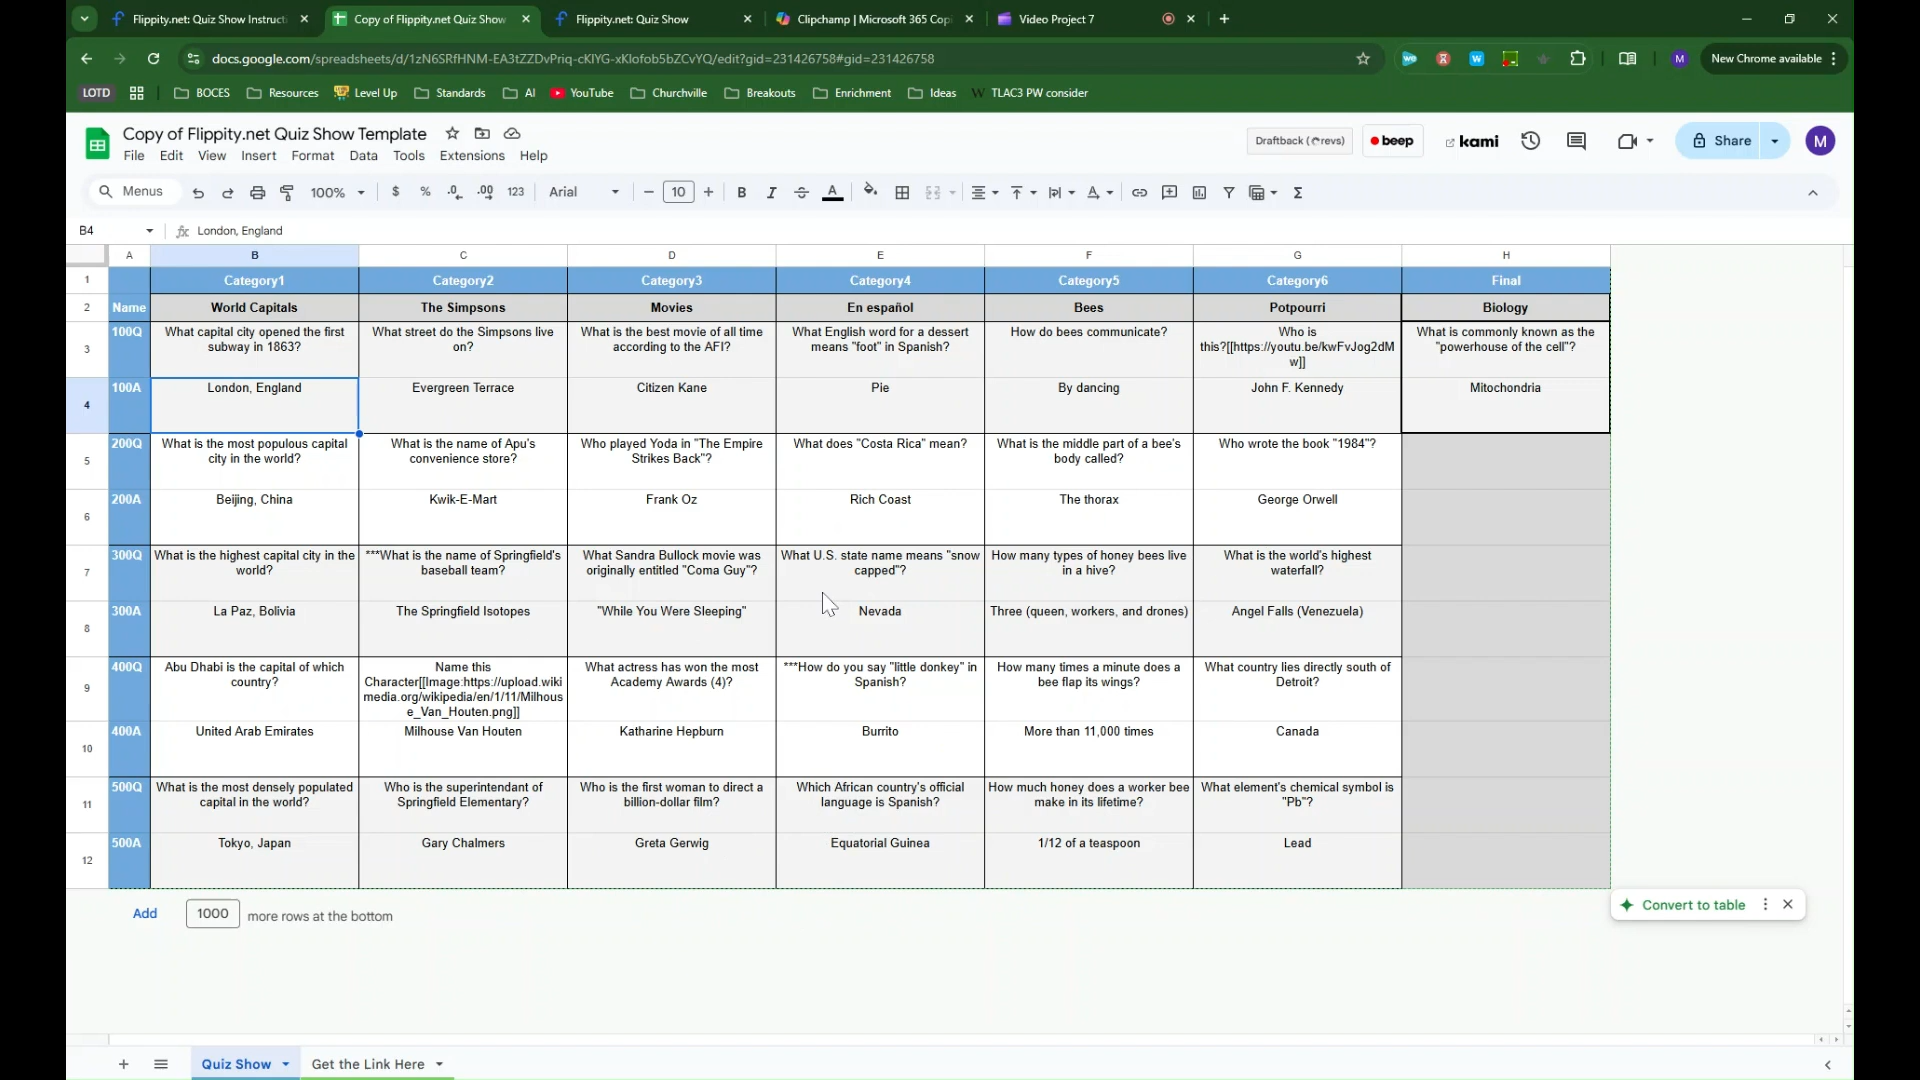 Flippity.net: Quiz Show Instructi
Copy of Flippity.net Quiz Show
Flippity.net: Quiz Show
Clipchamp | Microsoft 365 Cop
Video Project 7
docs.google.com/spreadsheets/d/1zN6SRfHNM-EA3tZZDvPriq-cKlYG-xKlofob5bZCvYQ/edit?gid=231426758#gid=231426758
M
New Chrome available
LOTD
BOCES
Resources
Level Up
Standards
AI
YouTube
Churchville
Breakouts
Enrichment
Ideas
W TLAC3 PW consider
Copy of Flippity.net Quiz Show Template
File Edit View Insert Format Data Tools Extensions Help
Draftback (revs)
beep
kami
Share
M
Menus
100%
$ % .0 .00 123
Arial
10
B I A
B4
fx London, England
A B C D E F G H
1 Category1 Category2 Category3 Category4 Category5 Category6 Final
2 Name World Capitals The Simpsons Movies En español Bees Potpourri Biology
3 100Q
What capital city opened the first
subway in 1863?
What street do the Simpsons live
on?
What is the best movie of all time
according to the AFI?
What English word for a dessert
means "foot" in Spanish?
How do bees communicate?
Who is
this?[[https://youtu.be/kwFvJog2dM
w]]
What is commonly known as the
"powerhouse of the cell"?
4 100A London, England Evergreen Terrace Citizen Kane Pie By dancing John F. Kennedy Mitochondria
5 200Q
What is the most populous capital
city in the world?
What is the name of Apu's
convenience store?
Who played Yoda in "The Empire
Strikes Back"?
What does "Costa Rica" mean?
What is the middle part of a bee's
body called?
Who wrote the book "1984"?
6 200A Beijing, China Kwik-E-Mart Frank Oz Rich Coast The thorax George Orwell
7 300Q
What is the highest capital city in the
world?
***What is the name of Springfield's
baseball team?
What Sandra Bullock movie was
originally entitled "Coma Guy"?
What U.S. state name means "snow
capped"?
How many types of honey bees live
in a hive?
What is the world's highest
waterfall?
8 300A La Paz, Bolivia The Springfield Isotopes "While You Were Sleeping" Nevada Three (queen, workers, and drones) Angel Falls (Venezuela)
9 400Q
Abu Dhabi is the capital of which
country?
Name this
Character[[Image:https://upload.wiki
media.org/wikipedia/en/1/11/Milhous
e_Van_Houten.png]]
What actress has won the most
Academy Awards (4)?
***How do you say "little donkey" in
Spanish?
How many times a minute does a
bee flap its wings?
What country lies directly south of
Detroit?
10 400A United Arab Emirates Milhouse Van Houten Katharine Hepburn Burrito More than 11,000 times Canada
11 500Q
What is the most densely populated
capital in the world?
Who is the superintendant of
Springfield Elementary?
Who is the first woman to direct a
billion-dollar film?
Which African country's official
language is Spanish?
How much honey does a worker bee
make in its lifetime?
What element's chemical symbol is
"Pb"?
12 500A Tokyo, Japan Gary Chalmers Greta Gerwig Equatorial Guinea 1/12 of a teaspoon Lead
Add 1000 more rows at the bottom
Convert to table
Quiz Show
Get the Link Here